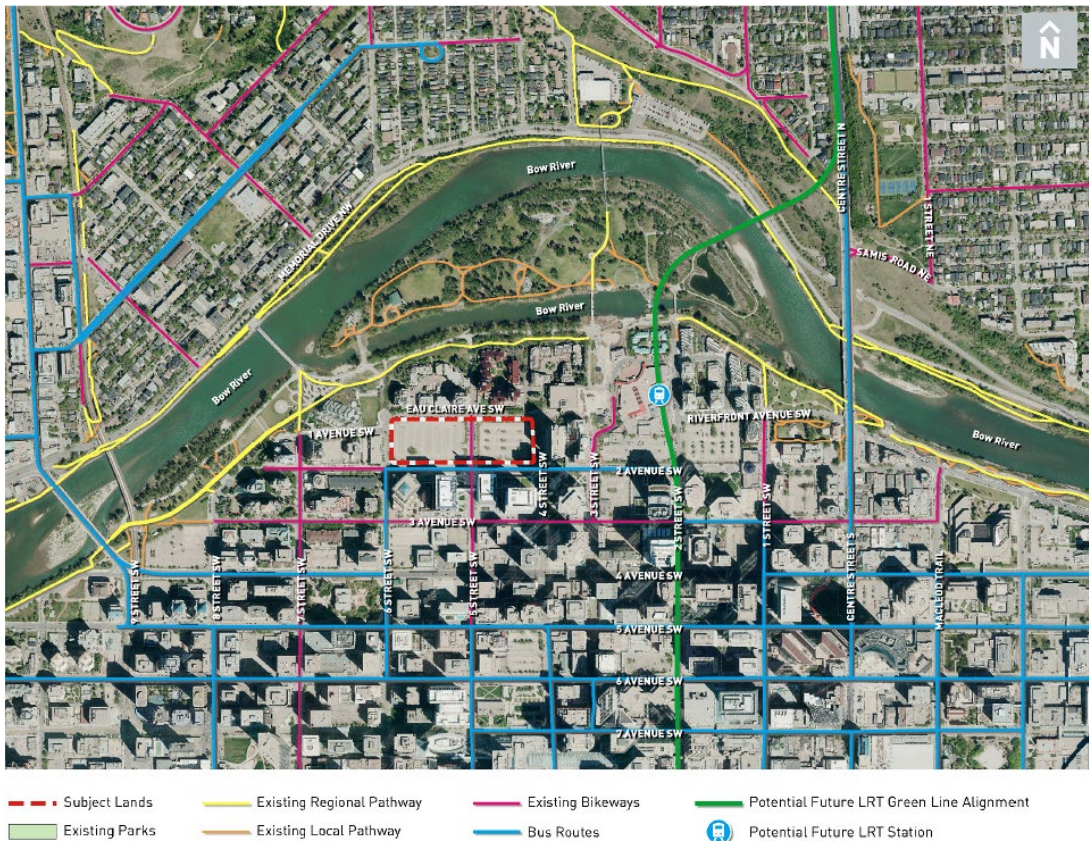 N
CENTRE STREET N
1 STREET NE
SAMIS ROAD NE
MEMORIAL DRIVE NW
Bow River
Bow River
Bow River
Bow River
EAU CLAIRE AVE SW
1 AVENUE SW
RIVERFRONT AVENUE SW
2 AVENUE SW
3 AVENUE SW
4 STREET SW
3 STREET SW
2 STREET SW
1 STREET SW
4 AVENUE SW
9 STREET SW
8 STREET SW
7 STREET SW
6 STREET SW
5 STREET SW
CENTRE STREET S
MACLEOD TRAIL
5 AVENUE SW
6 AVENUE SW
7 AVENUE SW
Subject Lands
Existing Regional Pathway
Existing Bikeways
Potential Future LRT Green Line Alignment
Existing Parks
Existing Local Pathway
Bus Routes
Potential Future LRT Station